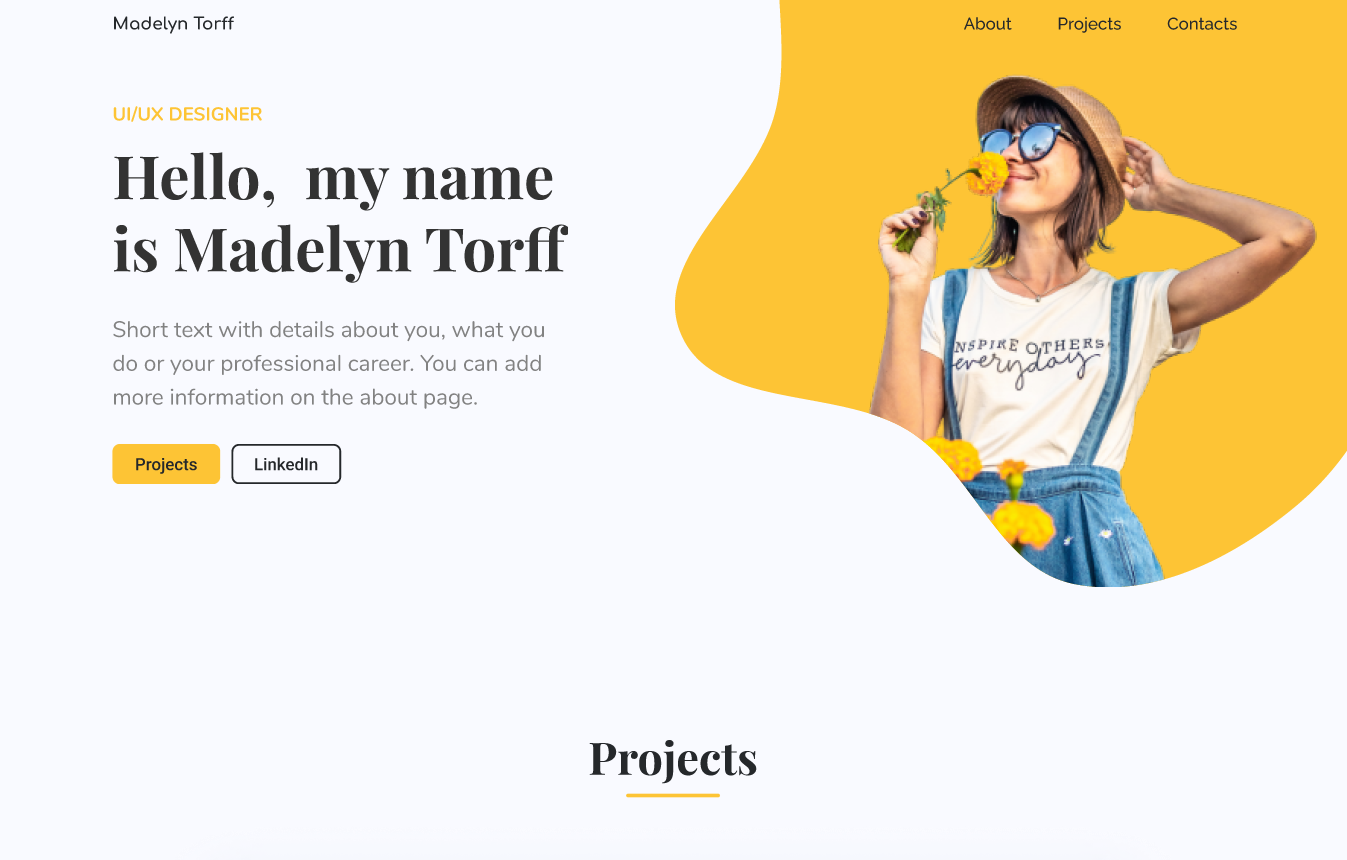 Madelyn Torff
About Projects Contacts
UI/UX DESIGNER
Hello, my name
is Madelyn Torff
Short text with details about you, what you
do or your professional career. You can add
more information on the about page.
Projects LinkedIn
NSPIRE OTHERS
everyday
Projects